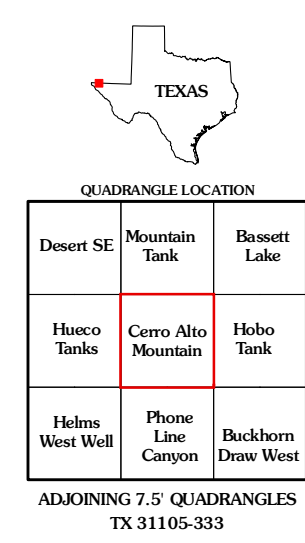 TEXAS
QUADRANGLE LOCATION
Desert SE
Mountain
Tank
Bassett
Lake
Hueco
Tanks
Cerro Alto
Mountain
Hobo
Tank
Helms
West Well
Phone
Line
Canyon
Buckhorn
Draw West
ADJOINING 7.5' QUADRANGLES
TX 31105-333